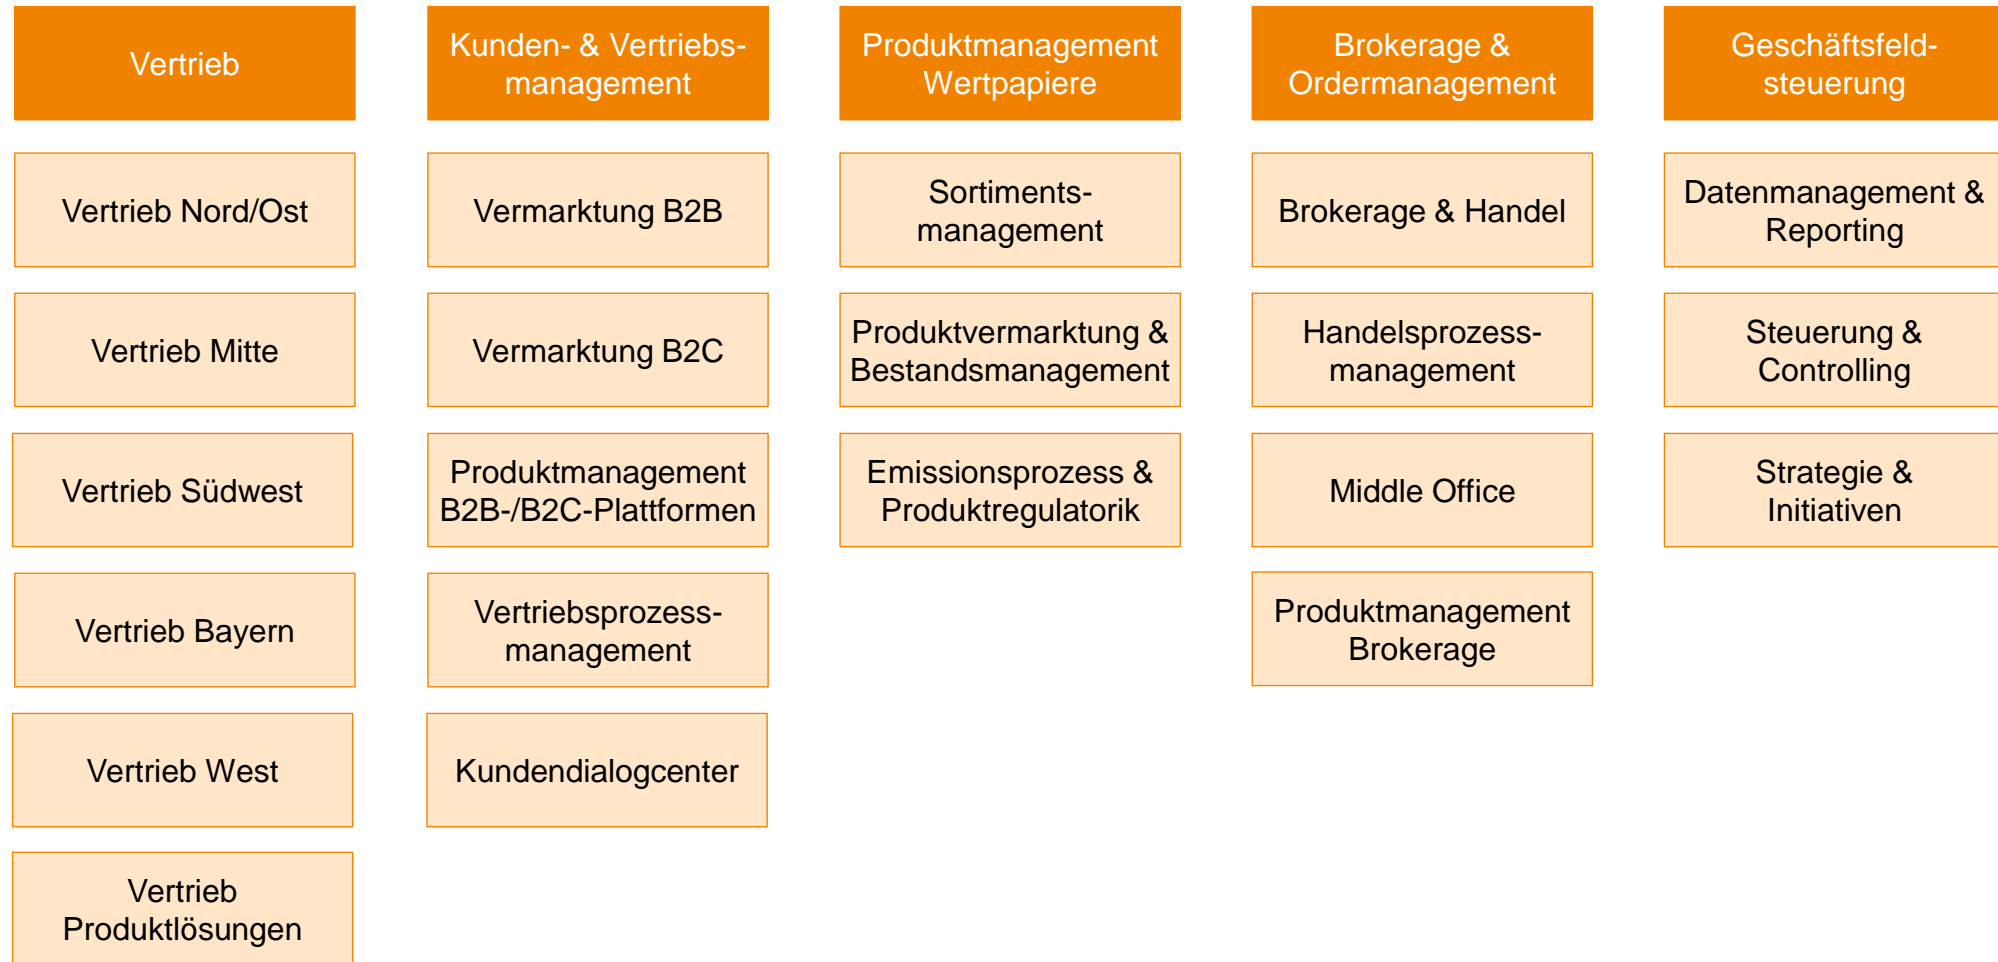 Vertrieb
Kunden- & Vertriebs-
management
Produktmanagement
Wertpapiere
Brokerage &
Ordermanagement
Geschäftsfeld-
steuerung
Vertrieb Nord/Ost
Vermarktung B2B
Sortiments-
management
Brokerage & Handel
Datenmanagement &
Reporting
Vertrieb Mitte
Vermarktung B2C
Produktvermarktung &
Bestandsmanagement
Handelsprozess-
management
Steuerung &
Controlling
Vertrieb Südwest
Produktmanagement
B2B-/B2C-Plattformen
Emissionsprozess &
Produktregulatorik
Middle Office
Strategie &
Initiativen
Vertrieb Bayern
Vertriebsprozess-
management
Produktmanagement
Brokerage
Vertrieb West
Kundendialogcenter
Vertrieb
Produktlösungen